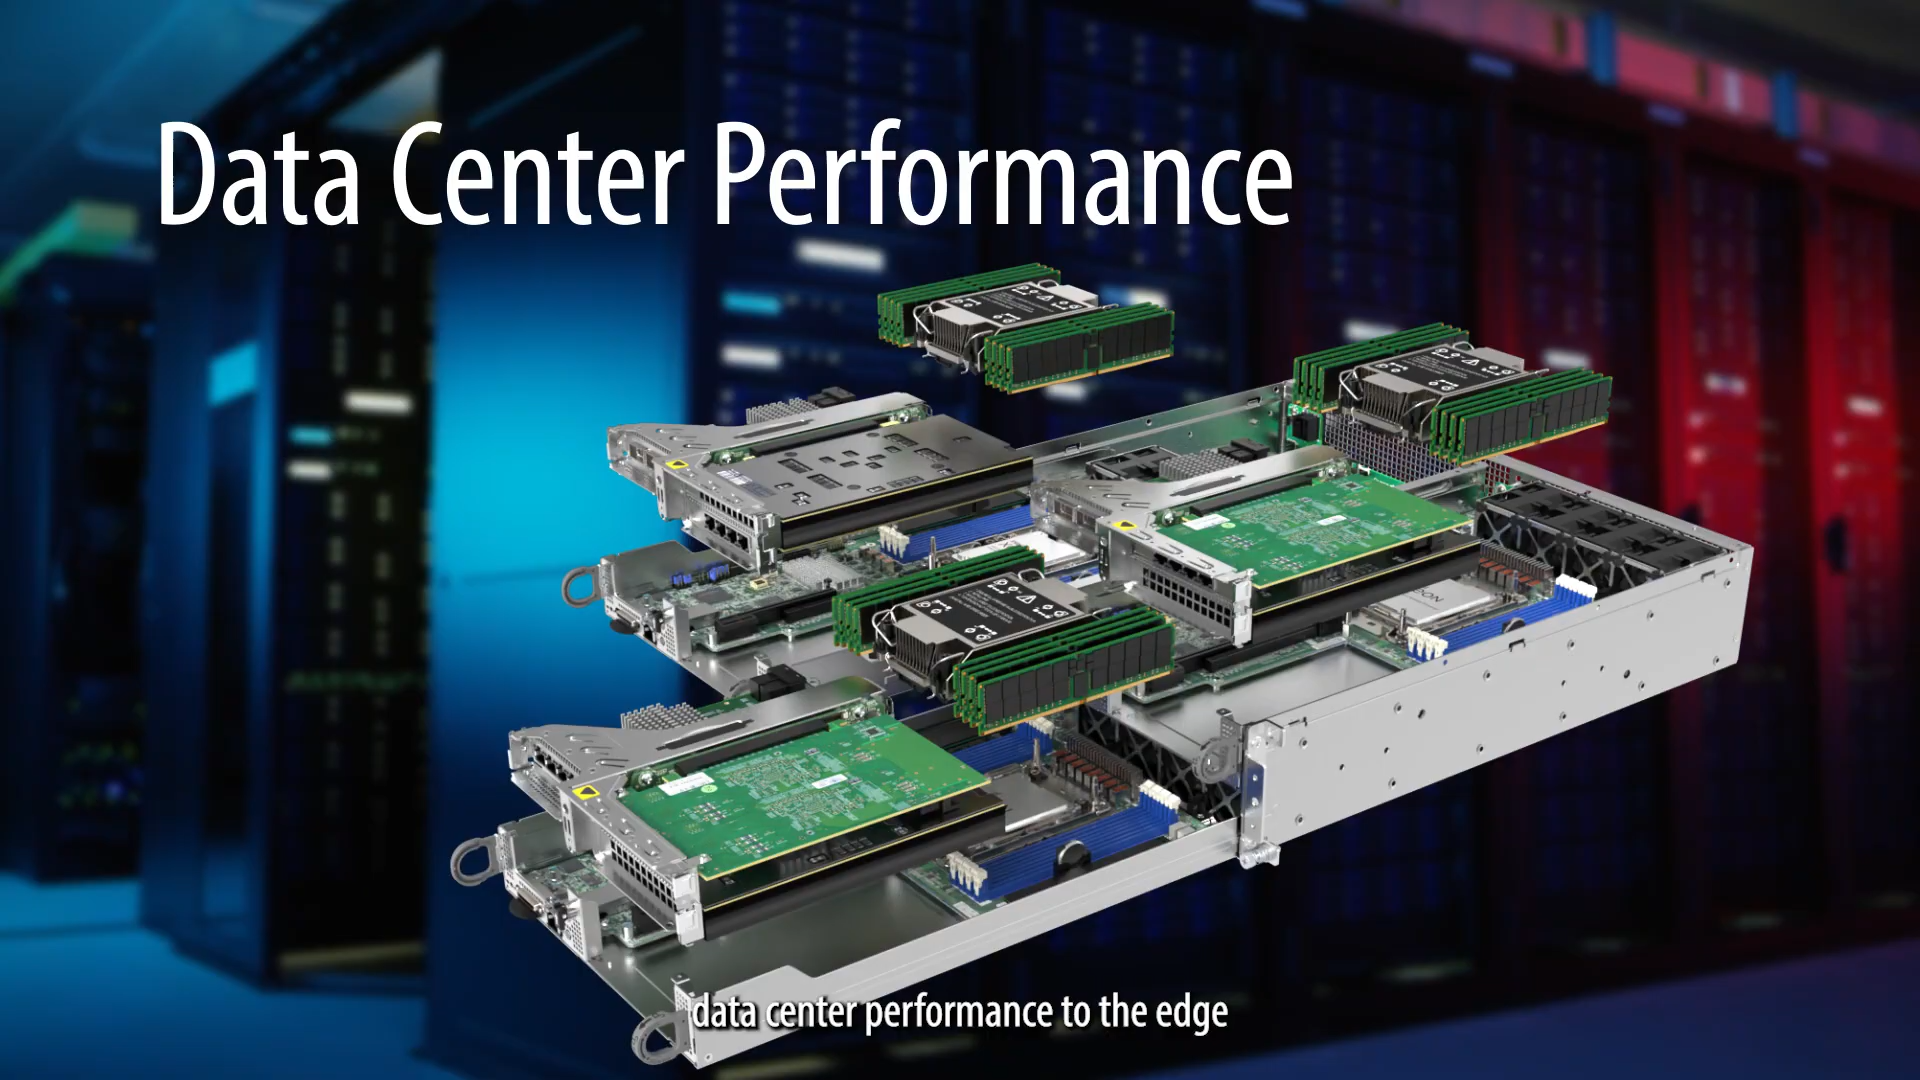 Data Center Performance
data center performance to the edge